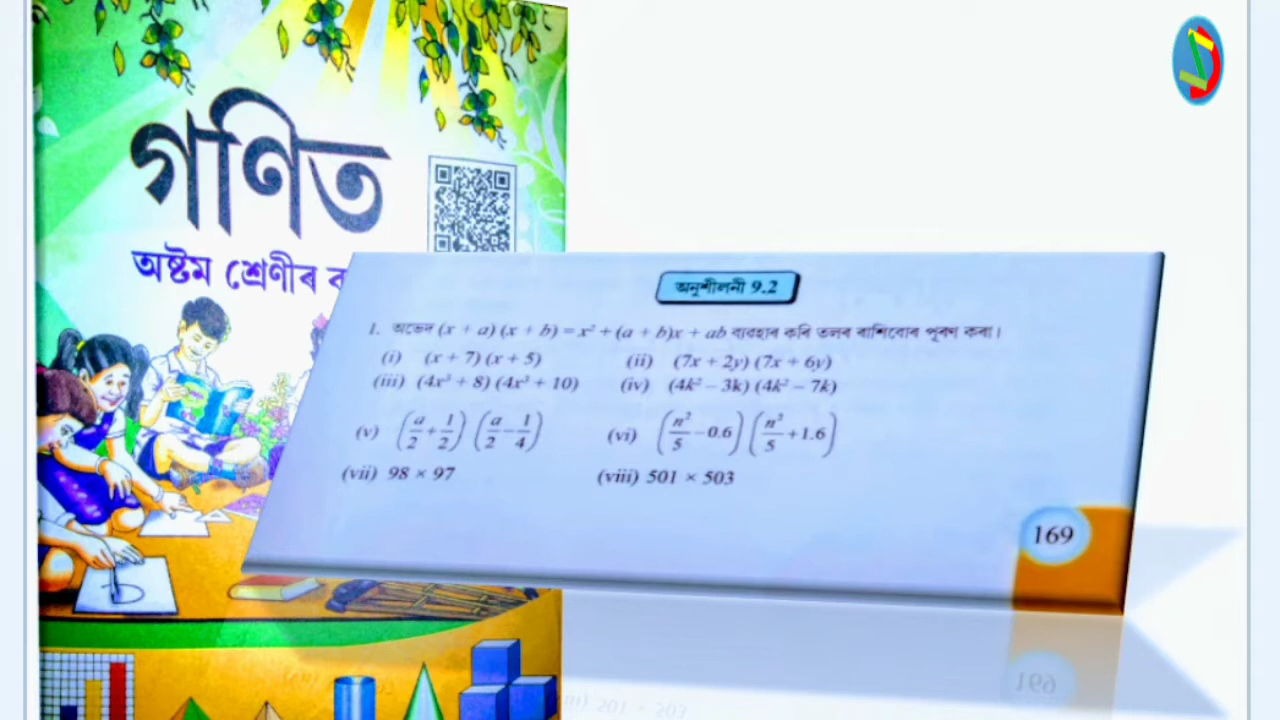 গণিত
অষ্টম শ্ৰেণীৰ
অনুশীলনী 9.2
1. অভেদ (x + a) (x + b) = x² + (a + b)x + ab ব্যৱহাৰ কৰি তলৰ ৰাশিবোৰ পূৰণ কৰা।
(i) (x + 7) (x + 5) (ii) (7x + 2y) (7x + 6y)
(iii) (4x³ + 8) (4x³ + 10) (iv) (4k² − 3k) (4k² − 7k)
(v) (a/2 + 1/2) (a/2 − 1/4) (vi) (n²/5 − 0.6) (n²/5 + 1.6)
(vii) 98 × 97 (viii) 501 × 503
169